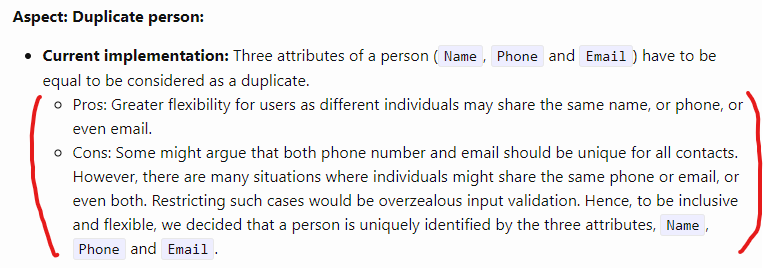 Aspect: Duplicate person:
• Current implementation: Three attributes of a person ( Name , Phone and Email ) have to be
equal to be considered as a duplicate.
◦ Pros: Greater flexibility for users as different individuals may share the same name, or phone, or
even email.
◦ Cons: Some might argue that both phone number and email should be unique for all contacts.
However, there are many situations where individuals might share the same phone or email, or
even both. Restricting such cases would be overzealous input validation. Hence, to be inclusive
and flexible, we decided that a person is uniquely identified by the three attributes, Name ,
Phone and Email .